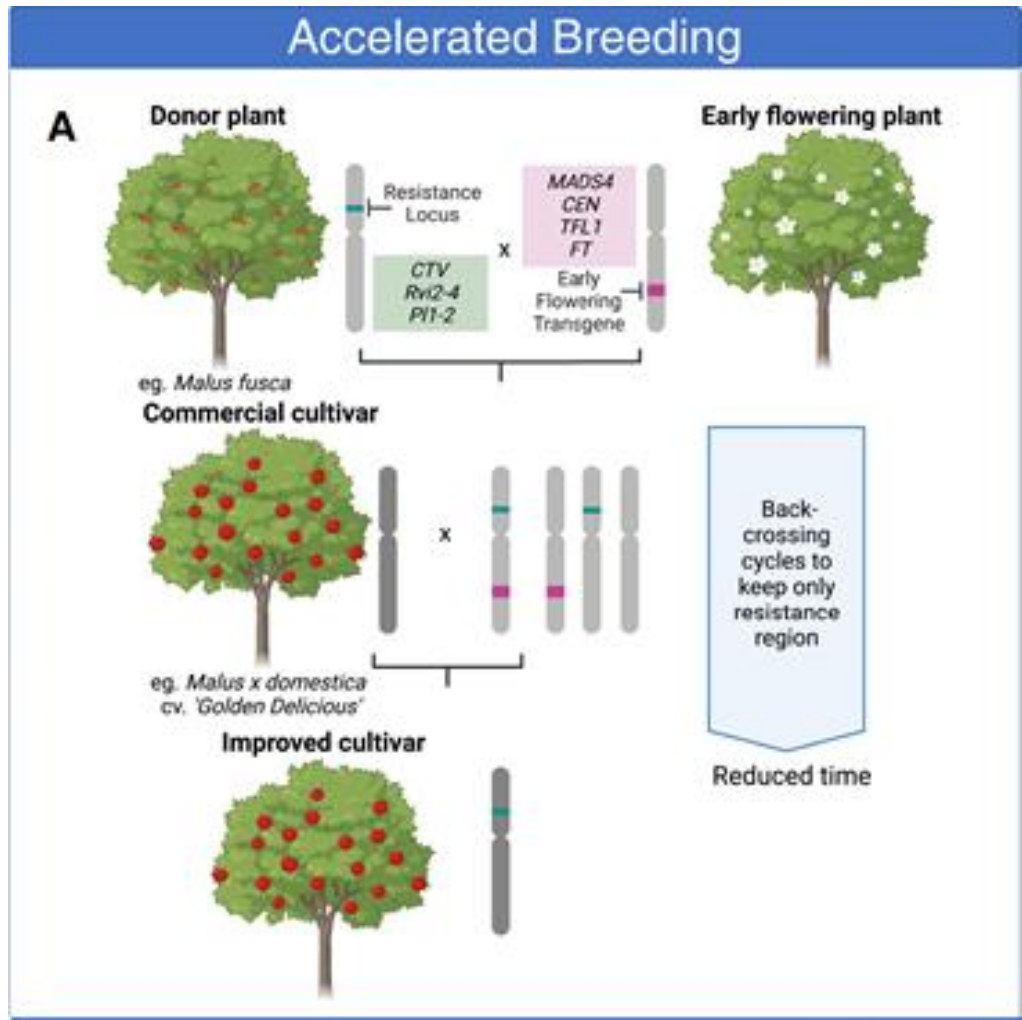 Accelerated Breeding
A
Donor plant
Early flowering plant
Resistance
Locus
MADS4
CEN
TFL1
FT
x
CTV
Rvi2-4
Pl1-2
Early
Flowering
Transgene
eg. Malus fusca
Commercial cultivar
x
Back-
crossing
cycles to
keep only
resistance
region
eg. Malus x domestica
cv. 'Golden Delicious'
Improved cultivar
Reduced time